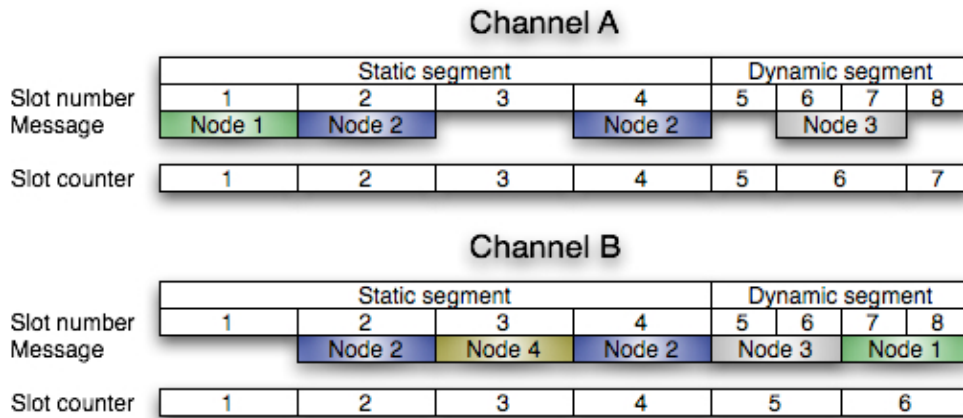 Channel A
Static segment Dynamic segment
Slot number 1 2 3 4 5 6 7 8
Message Node 1 Node 2 Node 2 Node 3
Slot counter 1 2 3 4 5 6 7
Channel B
Static segment Dynamic segment
Slot number 1 2 3 4 5 6 7 8
Message Node 2 Node 4 Node 2 Node 3 Node 1
Slot counter 1 2 3 4 5 6